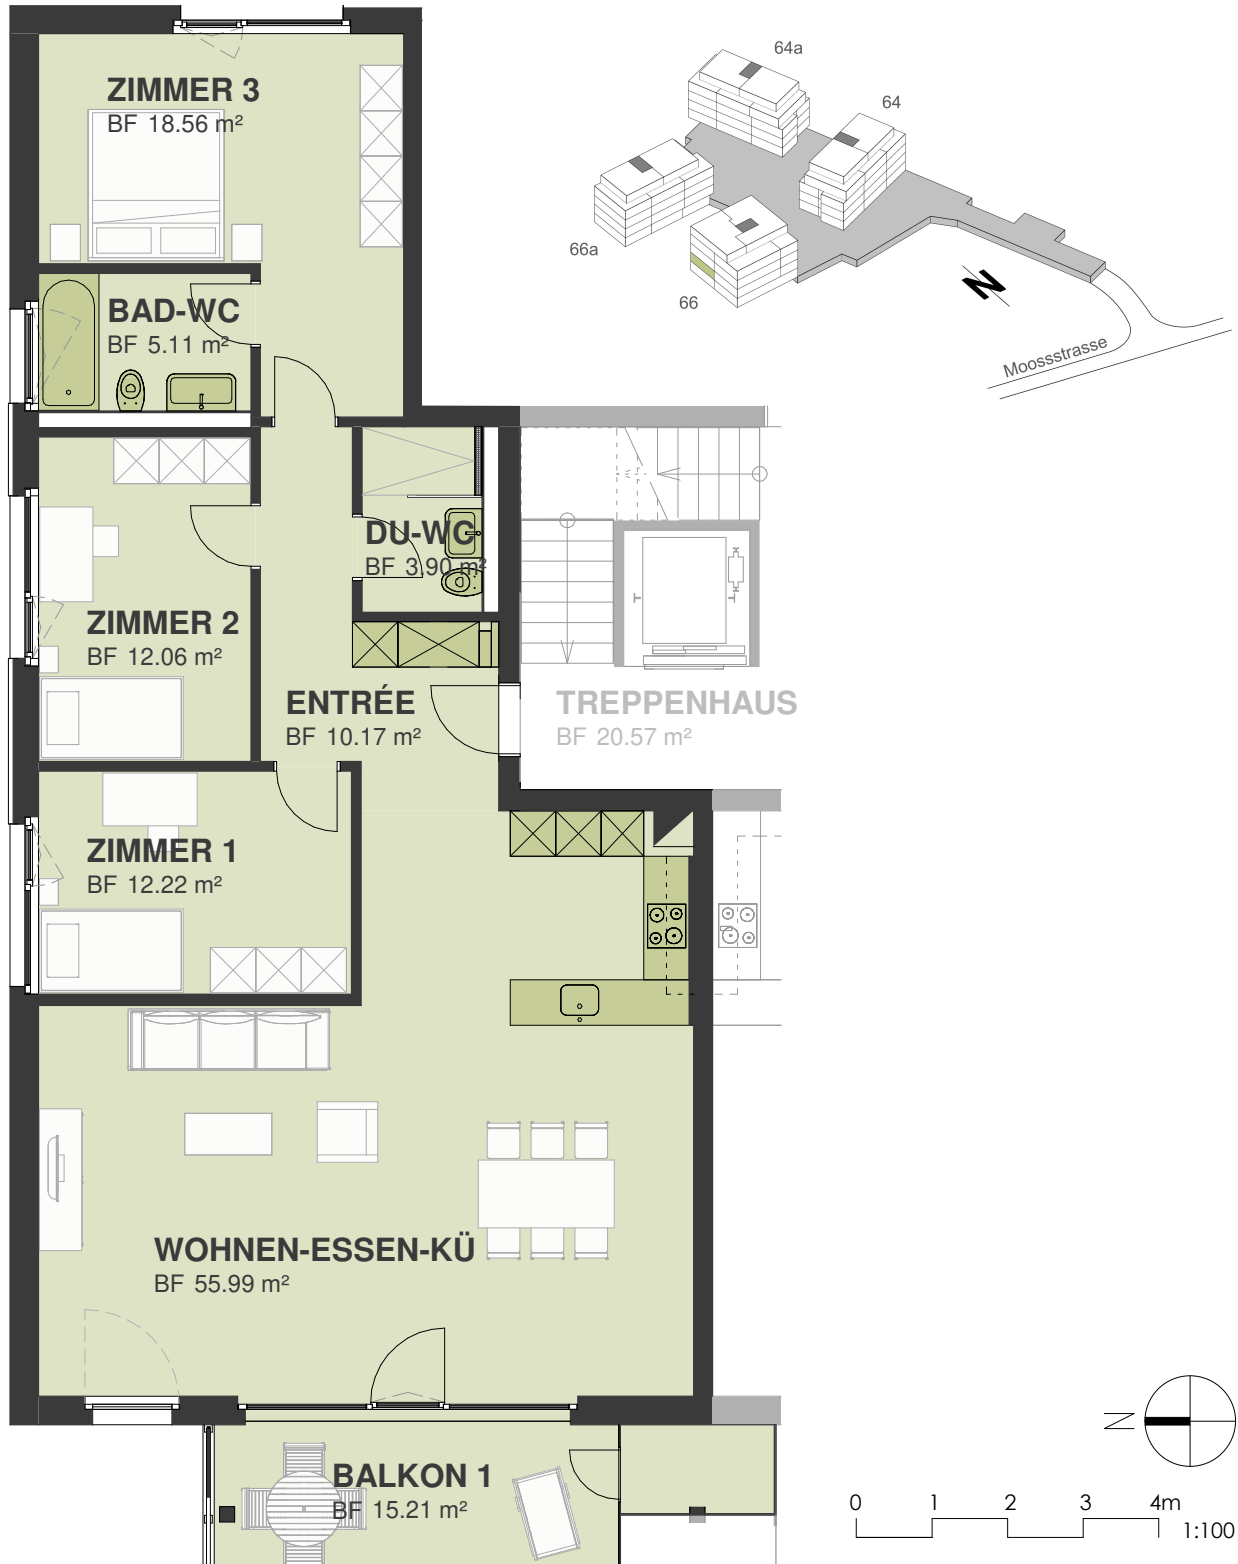 64a
64
66a
66
N
Moossstrasse
ZIMMER 3
BF 18.56 m²
BAD-WC
BF 5.11 m²
DU-WC
BF 3.90 m²
ZIMMER 2
BF 12.06 m²
ENTRÉE
BF 10.17 m²
TREPPENHAUS
BF 20.57 m²
ZIMMER 1
BF 12.22 m²
WOHNEN-ESSEN-KÜ
BF 55.99 m²
BALKON 1
BF 15.21 m²
N
0 1 2 3 4m
1:100